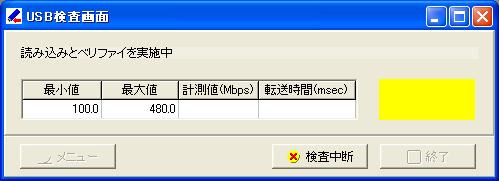 USB検査画面
読み込みとベリファイを実施中
最小値 最大値 計測値(Mbps) 転送時間(msec)
100.0 480.0
メニュー 検査中断 終了